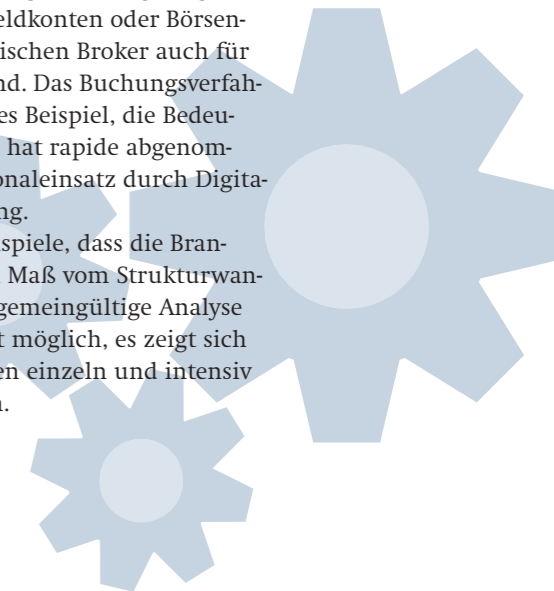 eldkonten oder Börsen-
ischen Broker auch für
nd. Das Buchungsverfah-
es Beispiel, die Bedeu-
hat rapide abgenom-
onaleinsatz durch Digita-
ng.
spiele, dass die Bran-
Maß vom Strukturwan-
gemeingültige Analyse
t möglich, es zeigt sich
en einzeln und intensiv
.